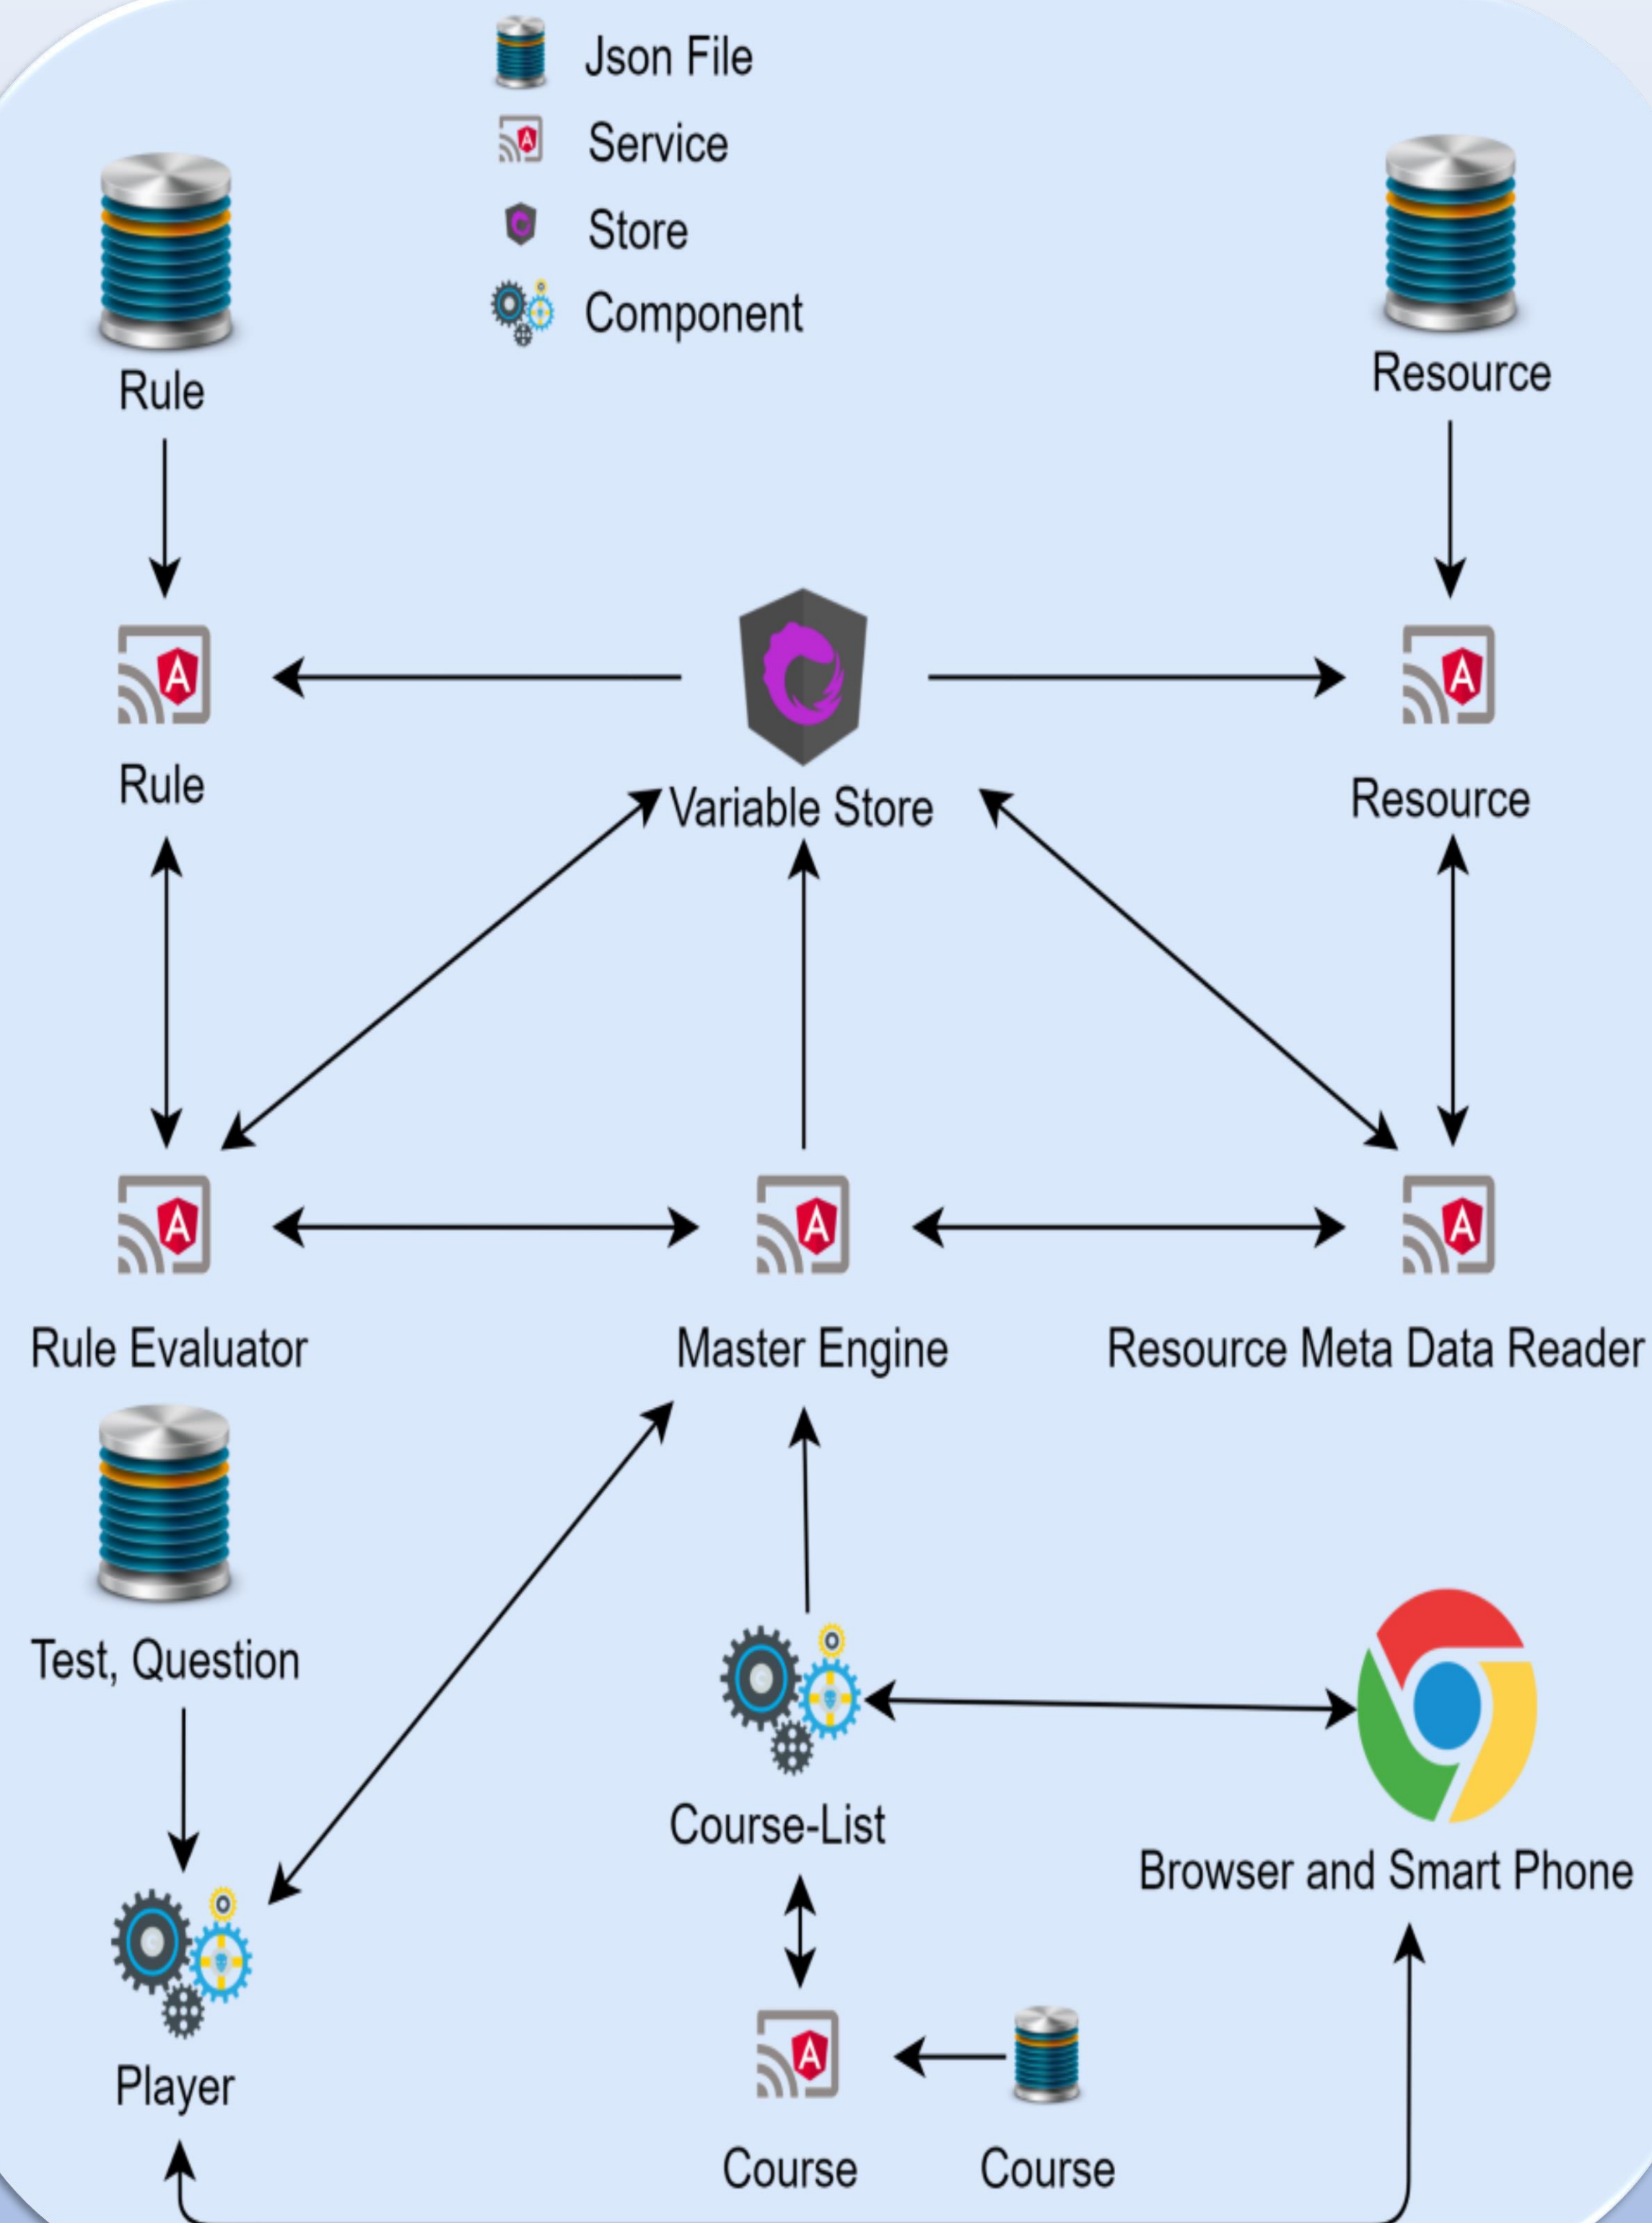 Json File
Service
Store
Component
Rule
Resource
Rule
Variable Store
Resource
Rule Evaluator
Master Engine
Resource Meta Data Reader
Test, Question
Course-List
Browser and Smart Phone
Player
Course
Course